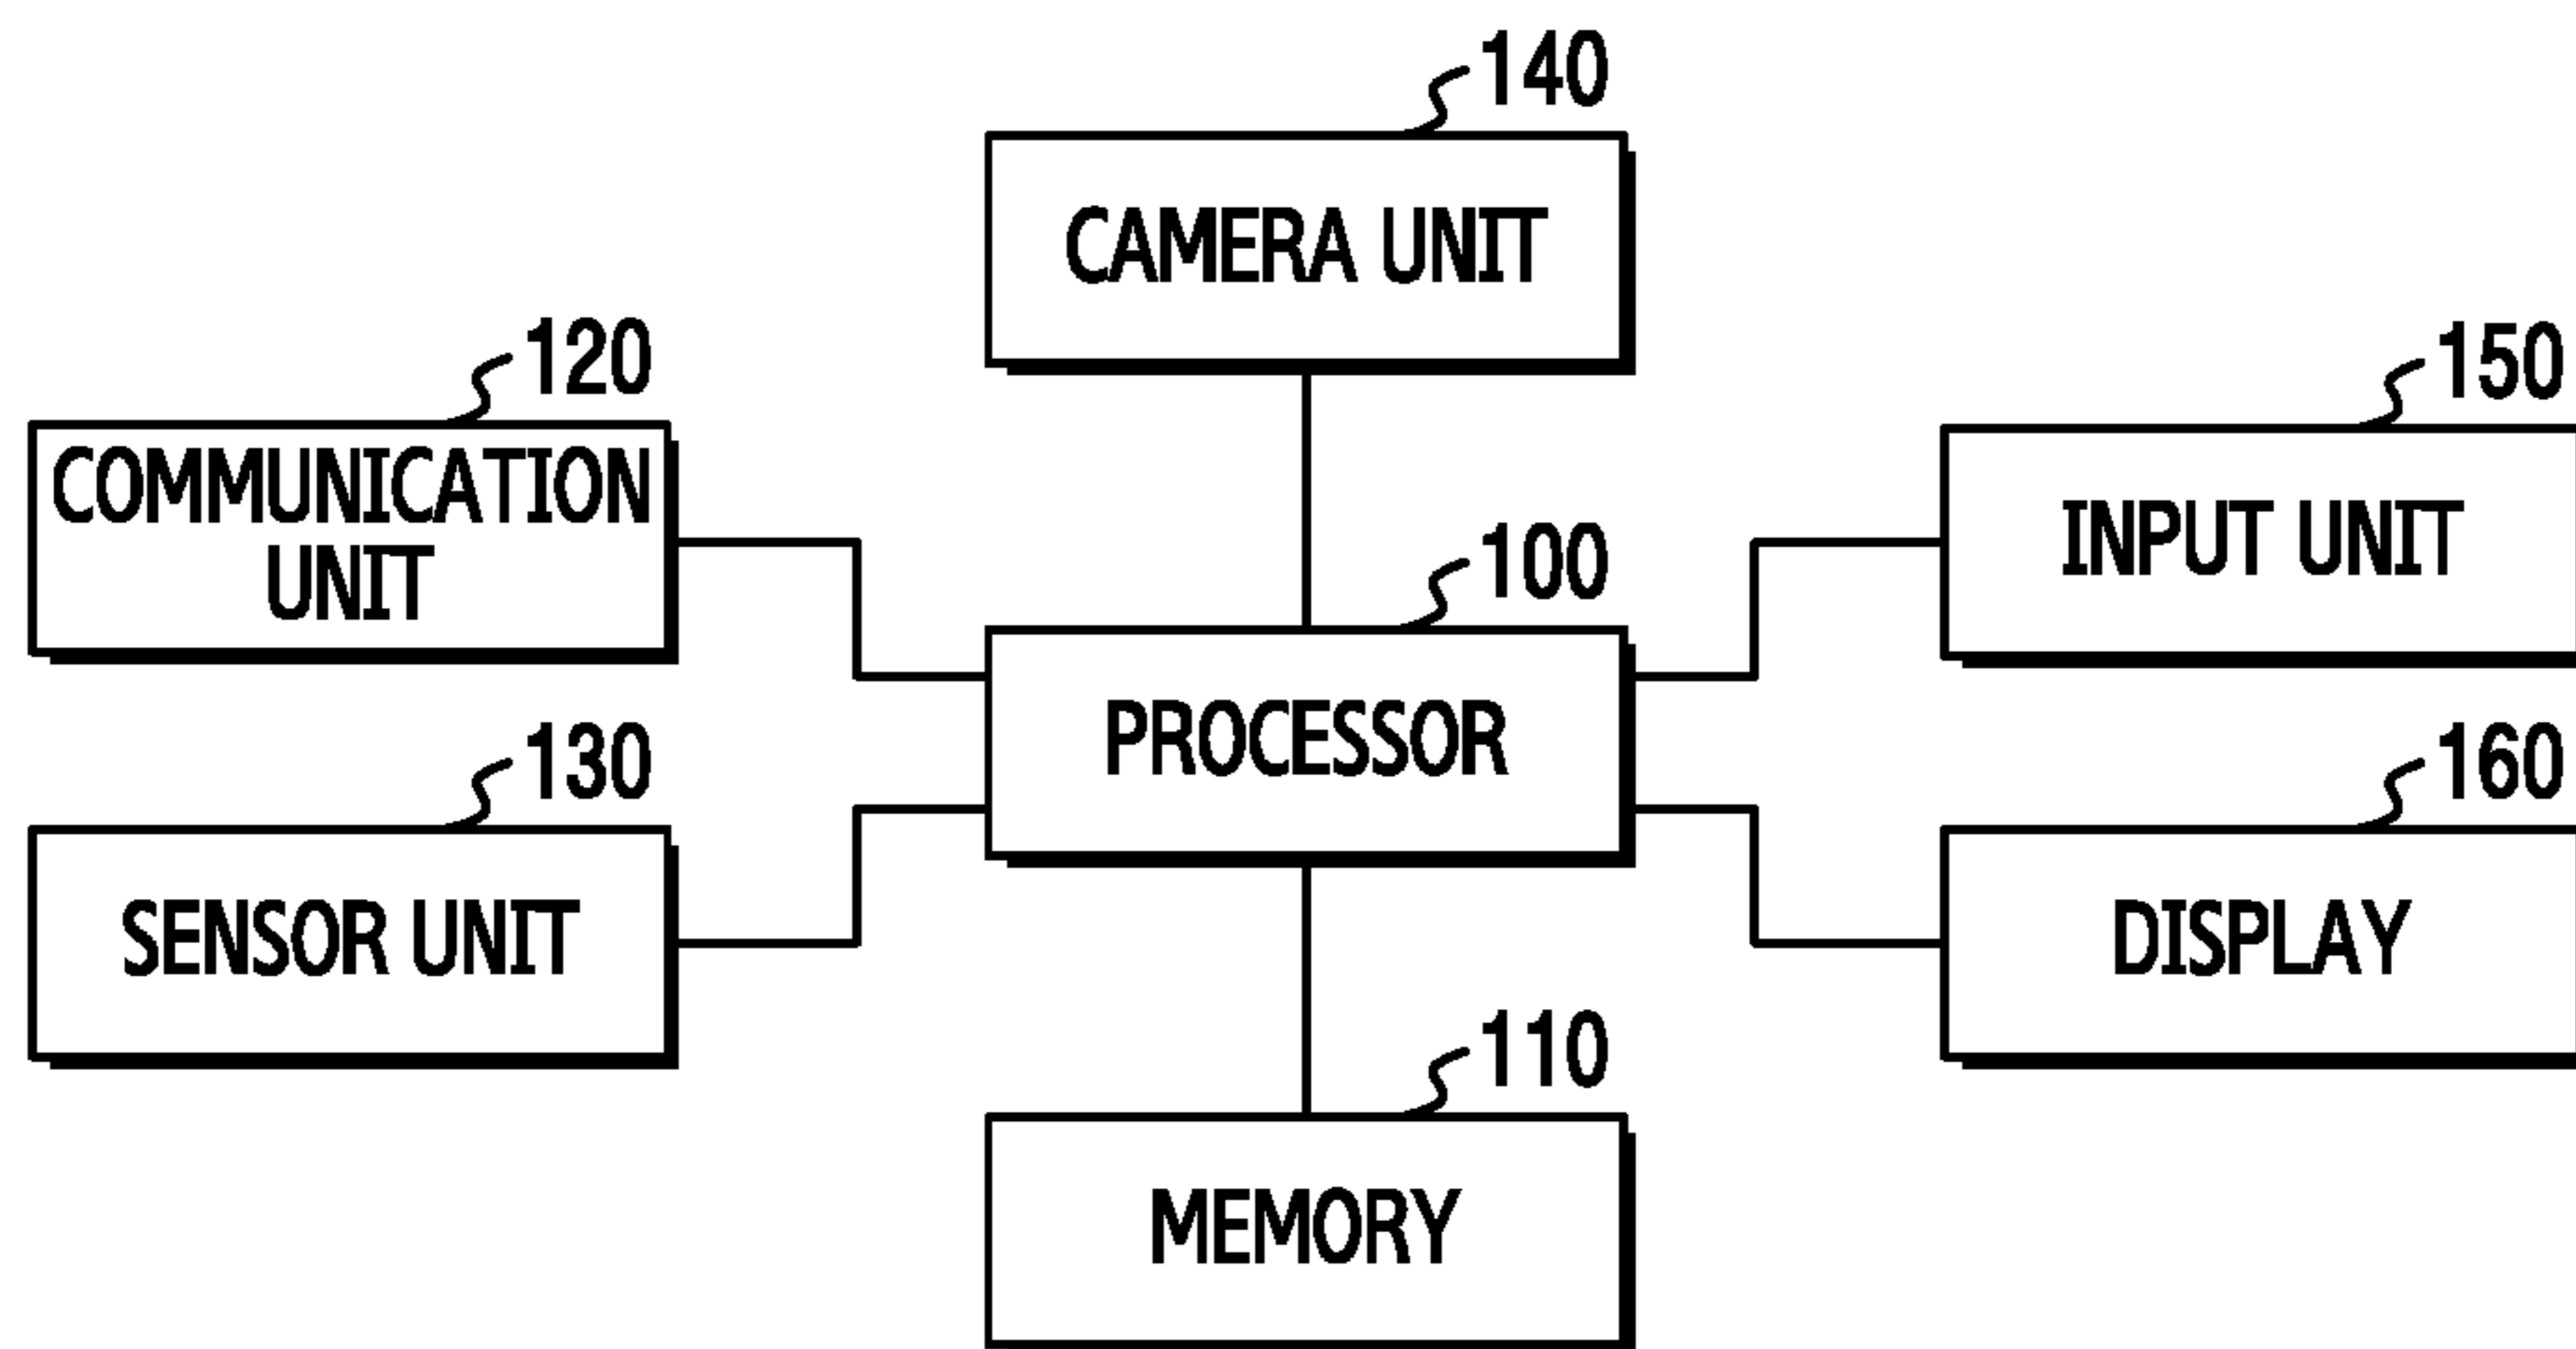 140
CAMERA UNIT
120
COMMUNICATION
UNIT
150
INPUT UNIT
100
PROCESSOR
130
SENSOR UNIT
160
DISPLAY
110
MEMORY